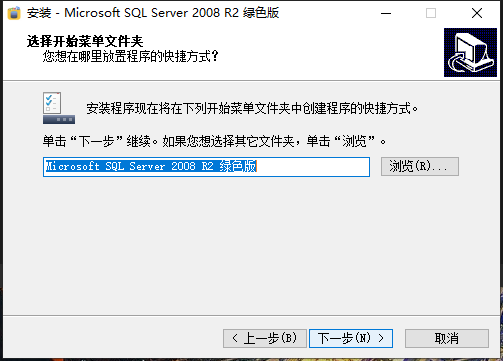 安装 - Microsoft SQL Server 2008 R2 绿色版
选择开始菜单文件夹
您想在哪里放置程序的快捷方式？
安装程序现在将在下列开始菜单文件夹中创建程序的快捷方式。
单击“下一步”继续。如果您想选择其它文件夹，单击“浏览”。
Microsoft SQL Server 2008 R2 绿色版
浏览(R)...
< 上一步(B)
下一步(N) >
取消